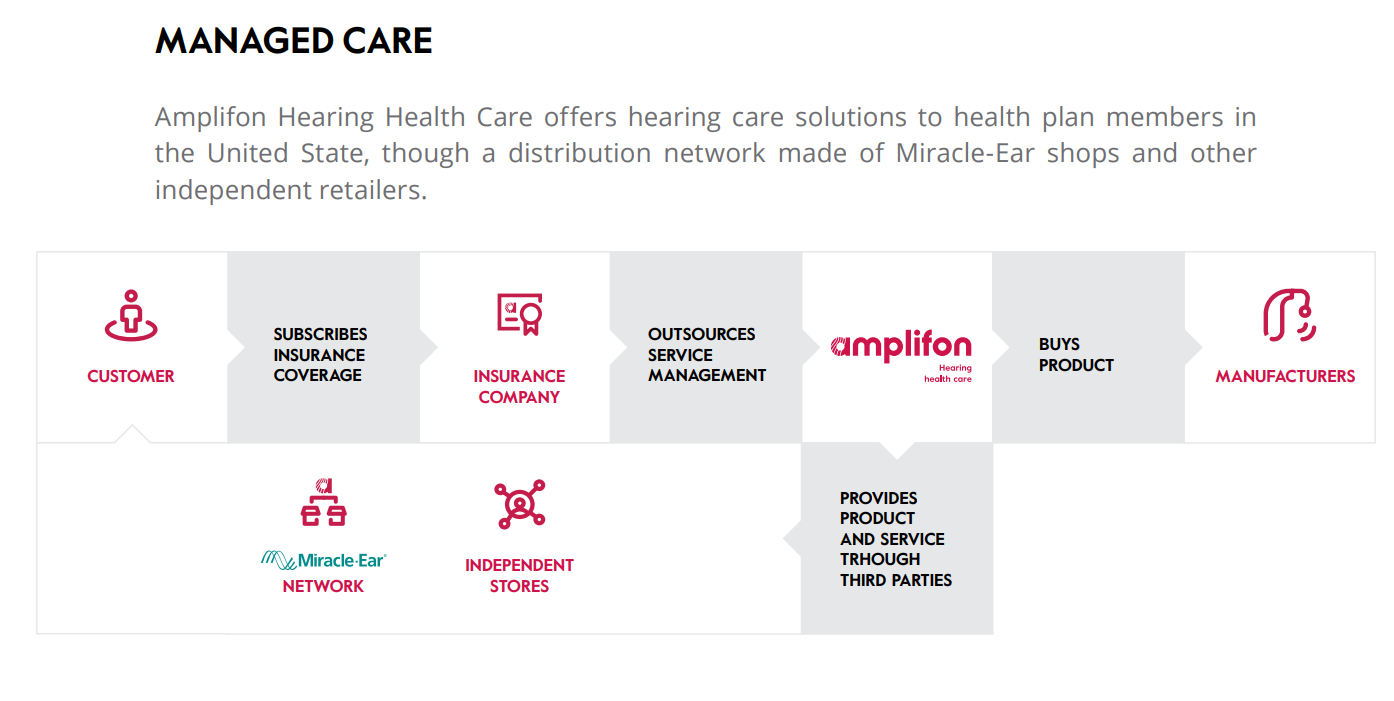 MANAGED CARE
Amplifon Hearing Health Care offers hearing care solutions to health plan members in
the United State, though a distribution network made of Miracle-Ear shops and other
independent retailers.
CUSTOMER
SUBSCRIBES
INSURANCE
COVERAGE
a
INSURANCE
COMPANY
OUTSOURCES
SERVICE
MANAGEMENT
amplifon
Hearing
health care
BUYS
PRODUCT
MANUFACTURERS
a
Miracle-Ear®
NETWORK
INDEPENDENT
STORES
PROVIDES
PRODUCT
AND SERVICE
TRHOUGH
THIRD PARTIES